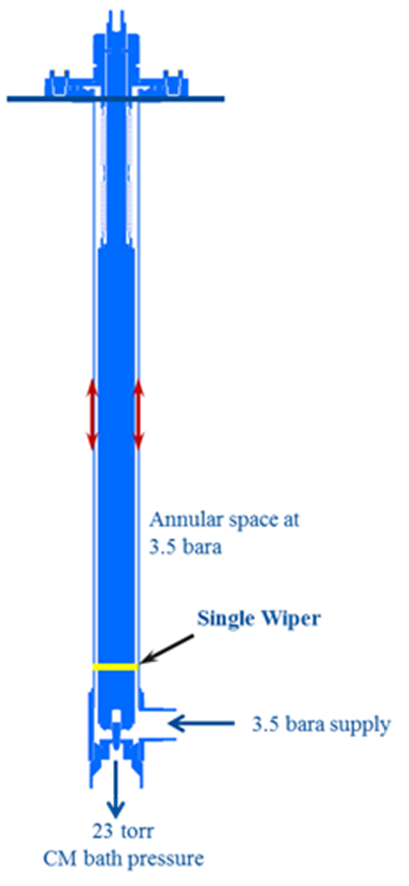 Annular space at
3.5 bara
Single Wiper
3.5 bara supply
23 torr
CM bath pressure